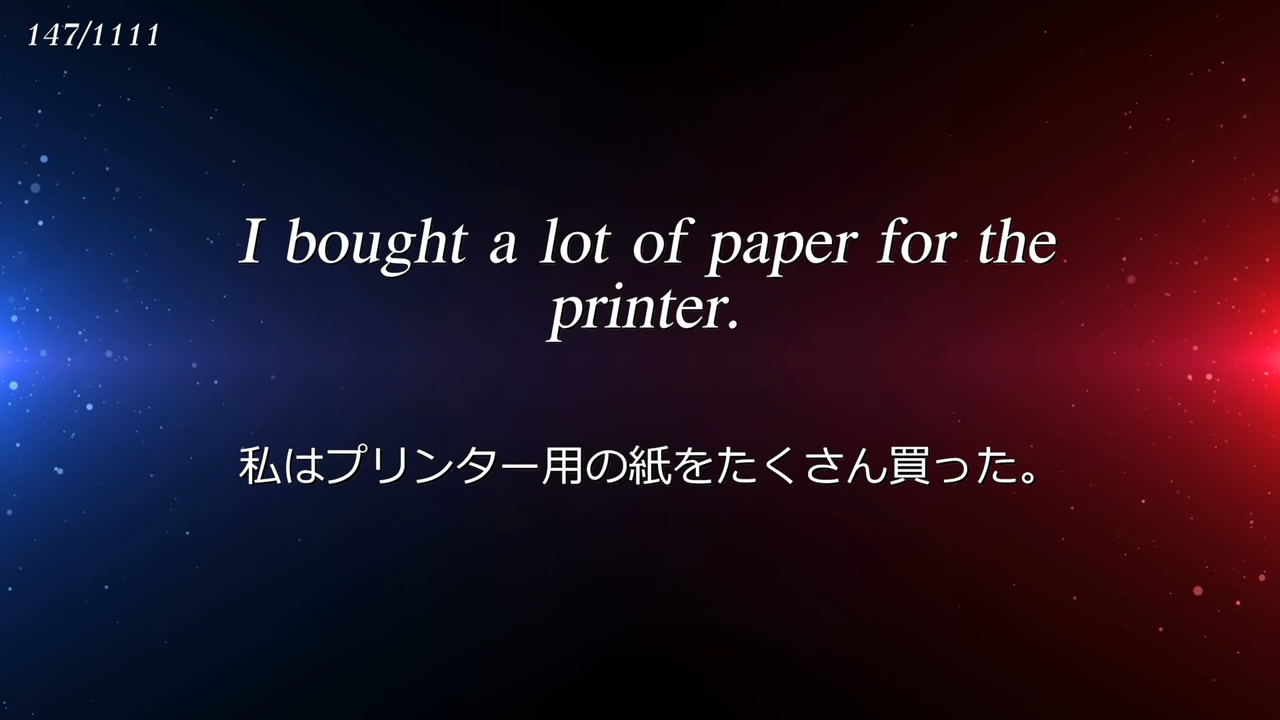 147/1111
I bought a lot of paper for the
printer.
私はプリンター用の紙をたくさん買った。